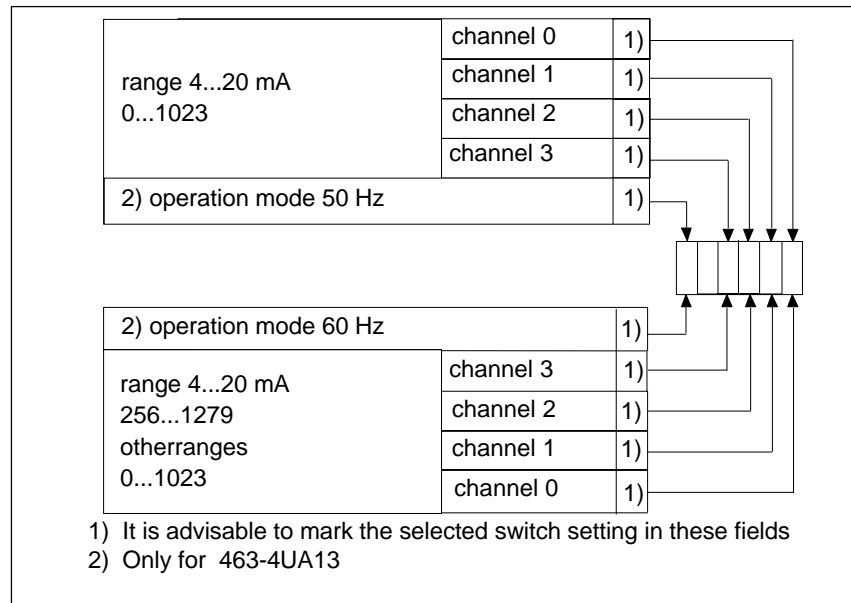 channel 0 1)
range 4...20 mA
0...1023
channel 1 1)
channel 2 1)
channel 3 1)
2) operation mode 50 Hz 1)
2) operation mode 60 Hz 1)
range 4...20 mA
256...1279
otherranges
0...1023
channel 3 1)
channel 2 1)
channel 1 1)
channel 0 1)
1) It is advisable to mark the selected switch setting in these fields
2) Only for 463-4UA13